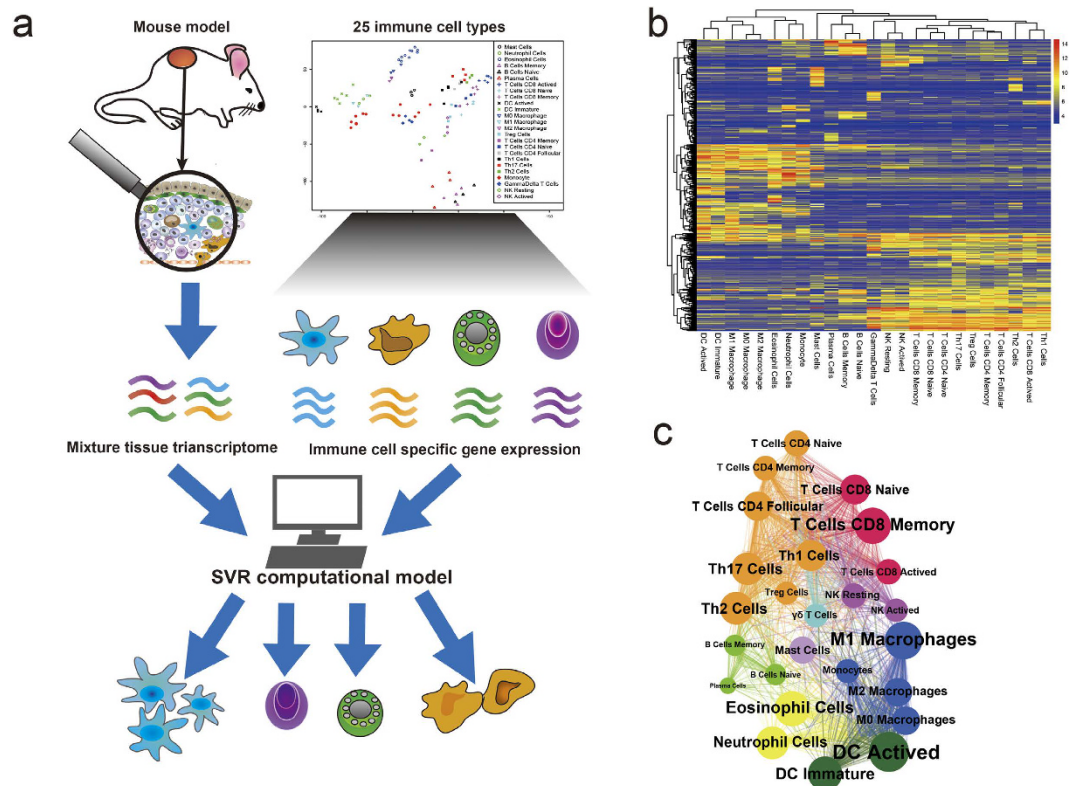 a
Mouse model
25 immune cell types
Mast Cells
Neutrophil Cells
Eosinophil Cells
B Cells Memory
B Cells Naive
Plasma Cells
T Cells CD8 Actived
T Cells CD8 Naive
T Cells CD8 Memory
DC Actived
DC Immature
M0 Macrophage
M1 Macrophage
M2 Macrophage
Treg Cells
T Cells CD4 Memory
T Cells CD4 Naive
T Cells CD4 Follicular
Th1 Cells
Th17 Cells
Th2 Cells
Monocyte
GammaDelta T Cells
NK Resting
NK Actived
Mixture tissue transcriptome
Immune cell specific gene expression
SVR computational model
b
14
12
10
8
6
4
DC Actived
DC Immature
M1 Macrophage
M0 Macrophage
M2 Macrophage
Eosinophil Cells
Neutrophil Cells
Monocyte
Mast Cells
Plasma Cells
B Cells Memory
B Cells Naive
GammaDelta T Cells
NK Resting
NK Actived
T Cells CD8 Memory
T Cells CD8 Naive
T Cells CD4 Naive
Th17 Cells
Treg Cells
T Cells CD4 Memory
T Cells CD4 Follicular
Th2 Cells
T Cells CD8 Actived
Th1 Cells
c
T Cells CD4 Naive
T Cells CD4 Memory
T Cells CD8 Naive
T Cells CD4 Follicular
T Cells CD8 Memory
Th1 Cells
Th17 Cells
T Cells CD8 Actived
Treg Cells
NK Resting
Th2 Cells
NK Actived
γδ T Cells
M1 Macrophages
B Cells Memory
Mast Cells
Monocytes
B Cells Naive
Plasma Cells
M2 Macrophages
Eosinophil Cells
M0 Macrophages
Neutrophil Cells
DC Actived
DC Immature